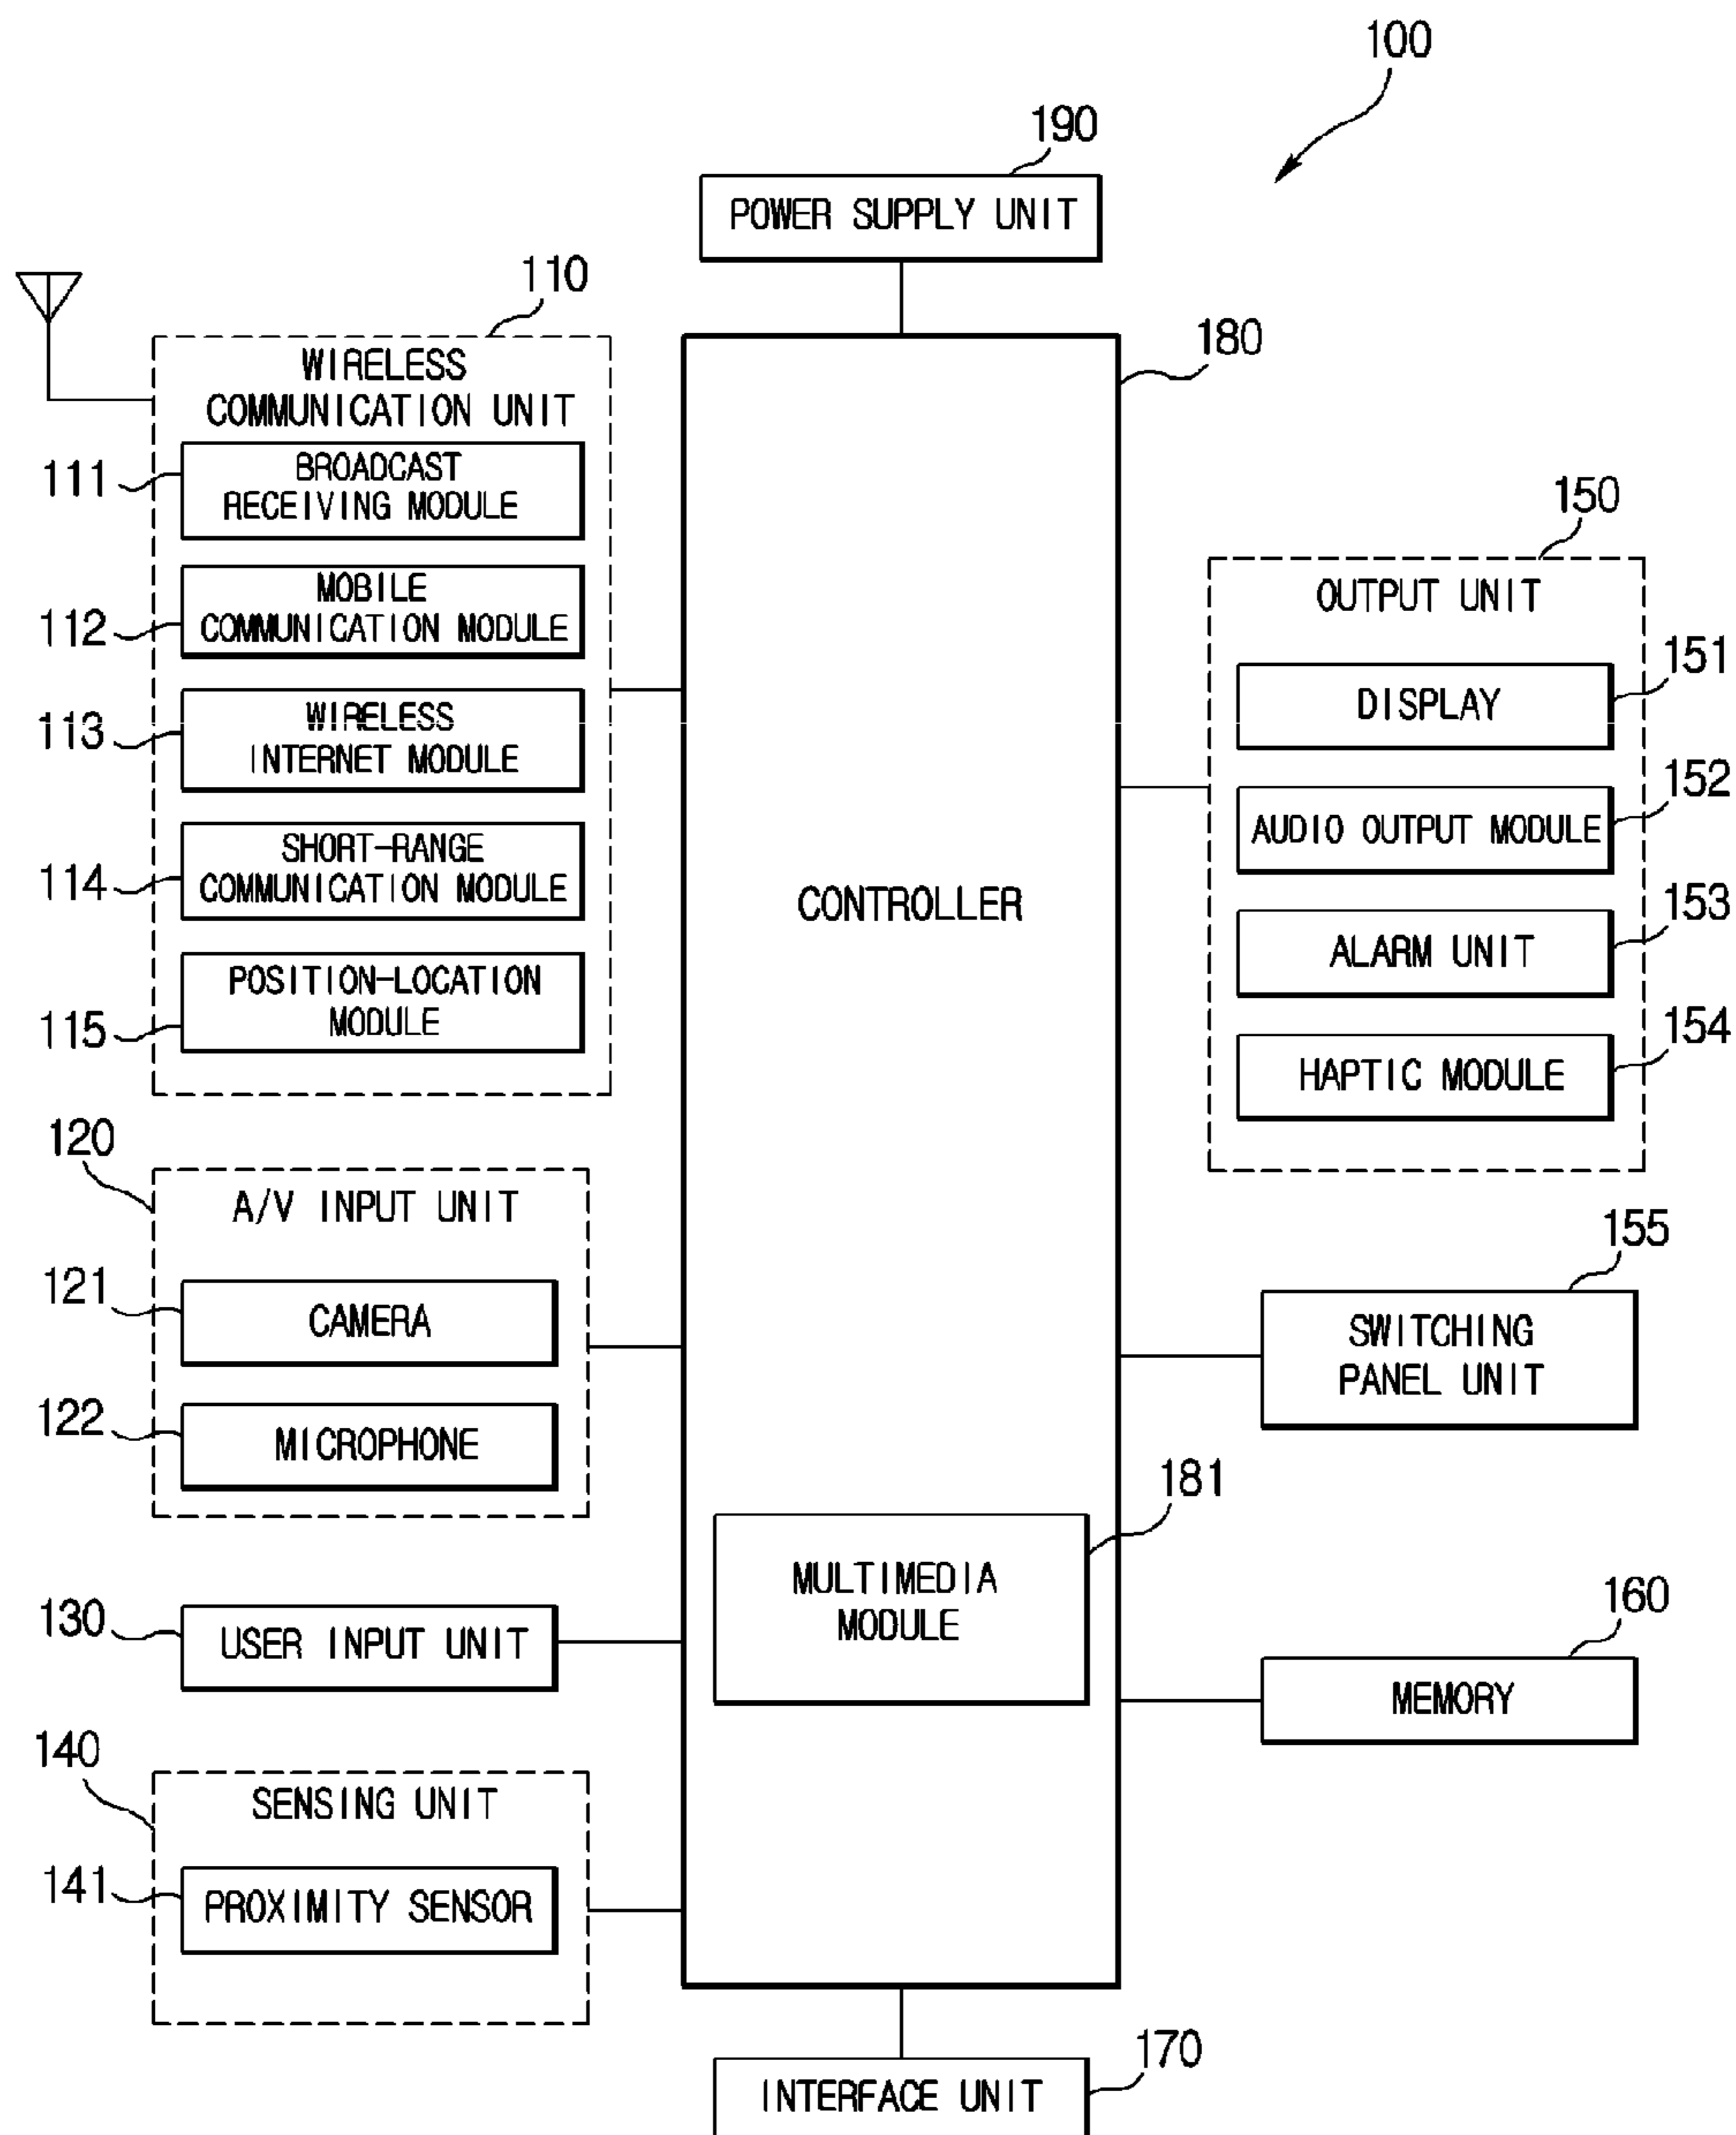 100
190
POWER SUPPLY UNIT
110
WIRELESS
COMMUNICATION UNIT
111
BROADCAST
RECEIVING MODULE
112
MOBILE
COMMUNICATION MODULE
113
WIRELESS
INTERNET MODULE
114
SHORT-RANGE
COMMUNICATION MODULE
115
POSITION-LOCATION
MODULE
120
A/V INPUT UNIT
121
CAMERA
122
MICROPHONE
130
USER INPUT UNIT
140
SENSING UNIT
141
PROXIMITY SENSOR
180
CONTROLLER
181
MULTIMEDIA
MODULE
150
OUTPUT UNIT
151
DISPLAY
152
AUDIO OUTPUT MODULE
153
ALARM UNIT
154
HAPTIC MODULE
155
SWITCHING
PANEL UNIT
160
MEMORY
170
INTERFACE UNIT